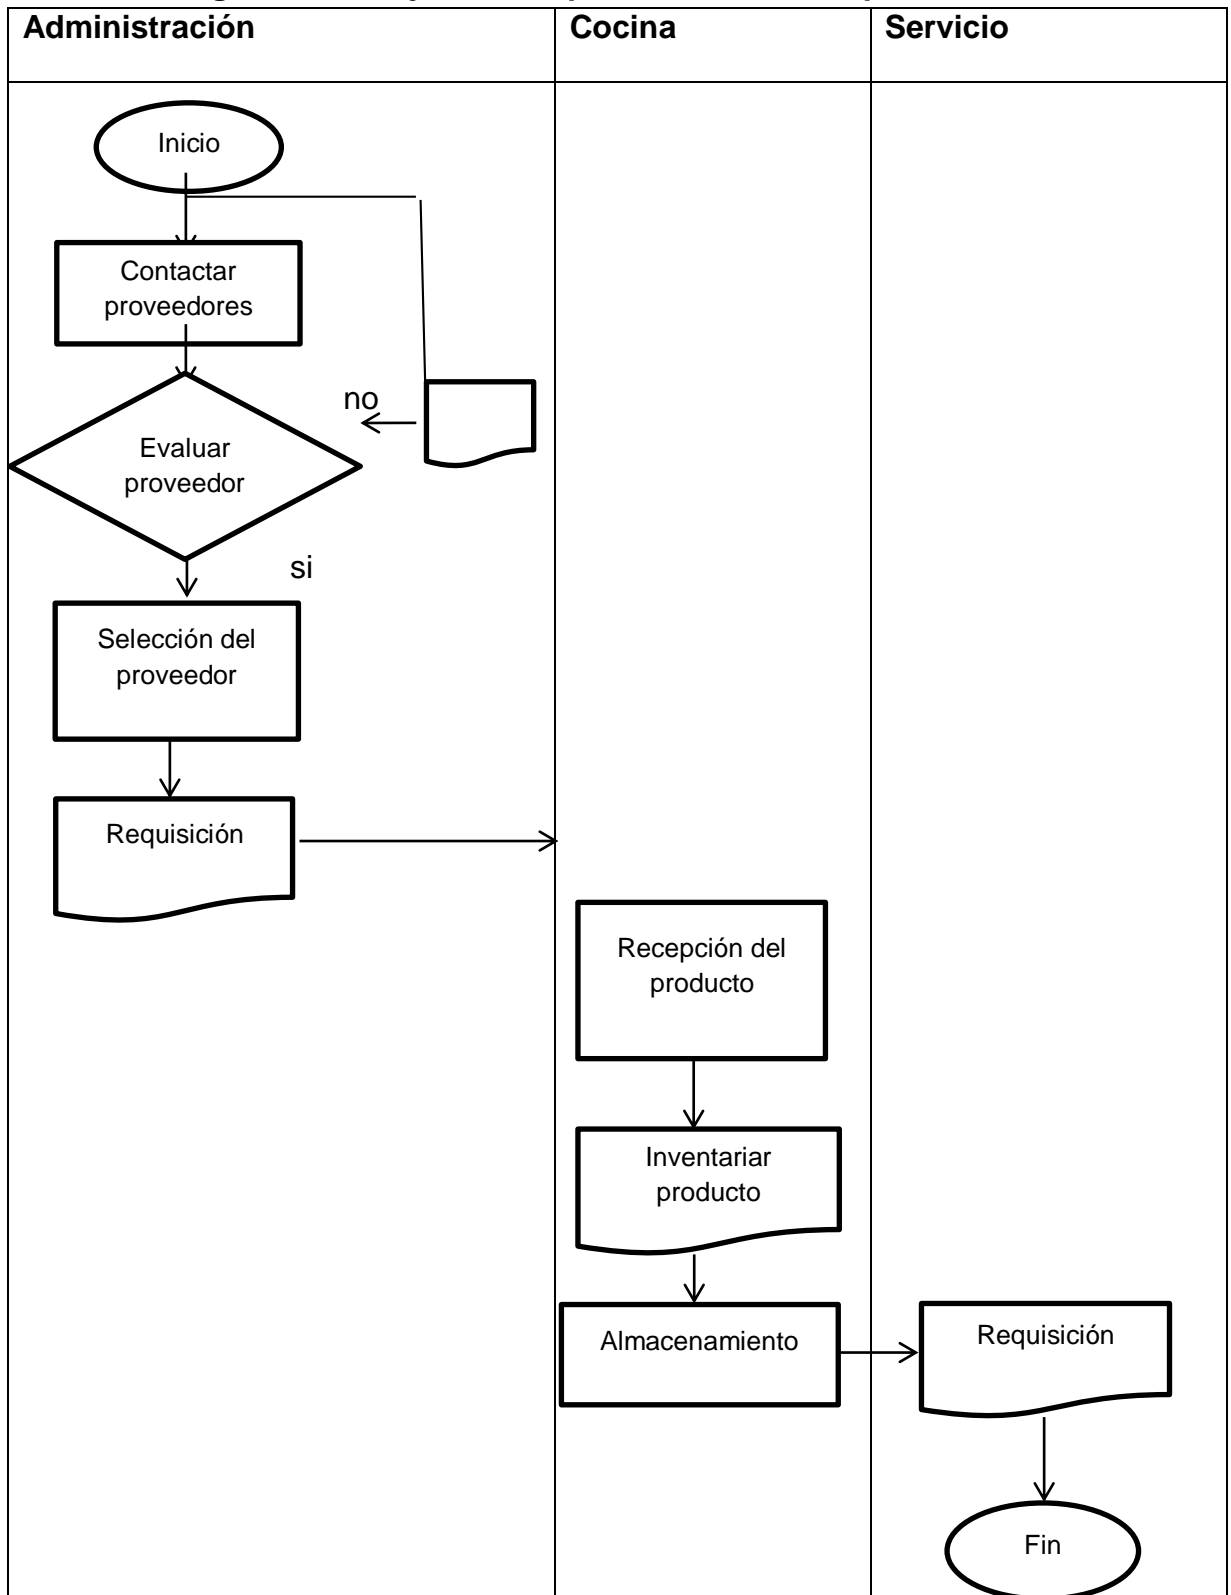 Administración
Cocina
Servicio
Inicio
Contactar
proveedores
no
Evaluar
proveedor
si
Selección del
proveedor
Requisición
Recepción del
producto
Inventariar
producto
Almacenamiento
Requisición
Fin